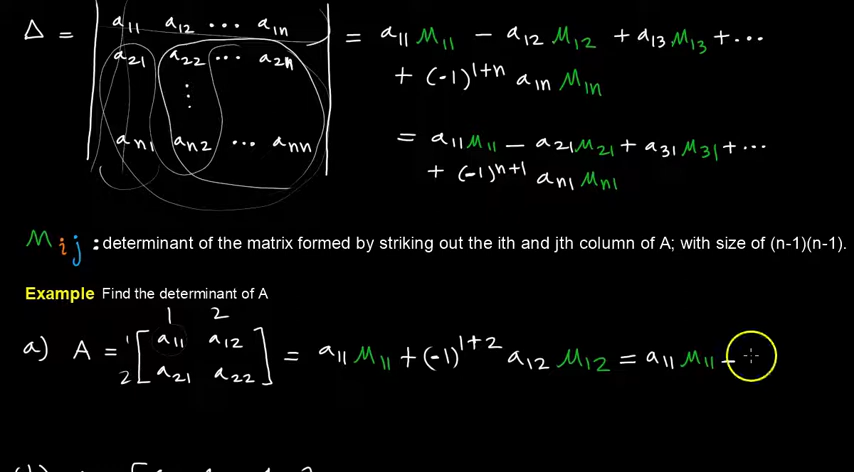 Δ = | a11 a12 ... a1n | = a11 M11 - a12 M12 + a13 M13 + ...
| a21 a22 ... a2n | + (-1)^1+n a1n M1n
⋮
| an1 an2 ... ann | = a11 M11 - a21 M21 + a31 M31 + ...
+ (-1)^n+1 an1 Mn1
M i j : determinant of the matrix formed by striking out the ith and jth column of A; with size of (n-1)(n-1).
Example Find the determinant of A
1 2
a) A = 1 [ a11 a12 ] = a11 M11 + (-1)^1+2 a12 M12 = a11 M11 -
2 [ a21 a22 ]